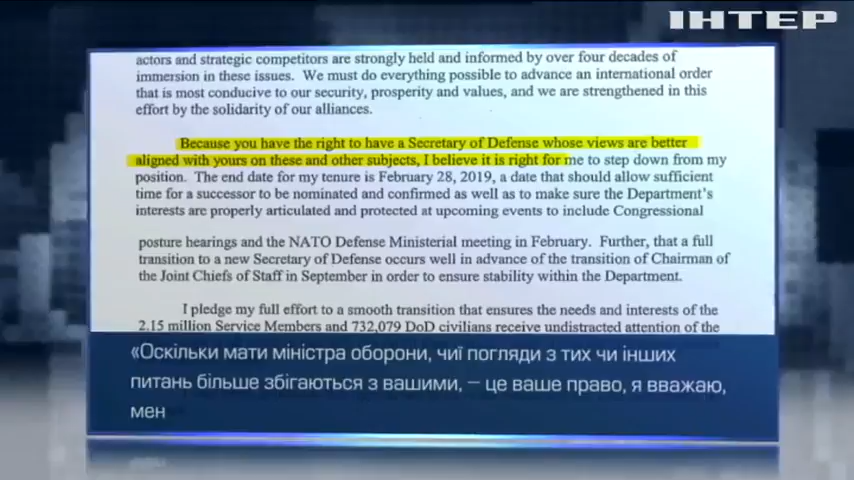 ІНТЕР
actors and strategic competitors are strongly held and informed by over four decades of
immersion in these issues. We must do everything possible to advance an international order
that is most conducive to our security, prosperity and values, and we are strengthened in this
effort by the solidarity of our alliances.
Because you have the right to have a Secretary of Defense whose views are better
aligned with yours on these and other subjects, I believe it is right for me to step down from my
position. The end date for my tenure is February 28, 2019, a date that should allow sufficient
time for a successor to be nominated and confirmed as well as to make sure the Department's
interests are properly articulated and protected at upcoming events to include Congressional
posture hearings and the NATO Defense Ministerial meeting in February. Further, that a full
transition to a new Secretary of Defense occurs well in advance of the transition of Chairman of
the Joint Chiefs of Staff in September in order to ensure stability within the Department.
I pledge my full effort to a smooth transition that ensures the needs and interests of the
2.15 million Service Members and 732,079 DoD civilians receive undistracted attention of the
«Оскільки мати міністра оборони, чиї погляди з тих чи інших
питань більше збігаються з вашими, – це ваше право, я вважаю,
мен